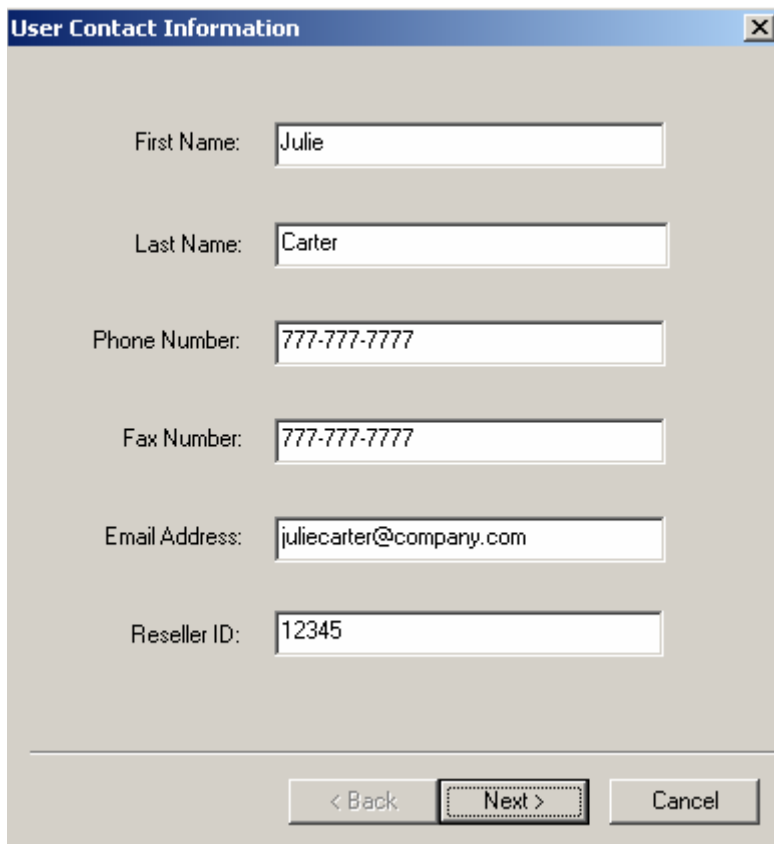 User Contact Information
First Name: Julie
Last Name: Carter
Phone Number: 777-777-7777
Fax Number: 777-777-7777
Email Address: juliecarter@company.com
Reseller ID: 12345
< Back Next > Cancel